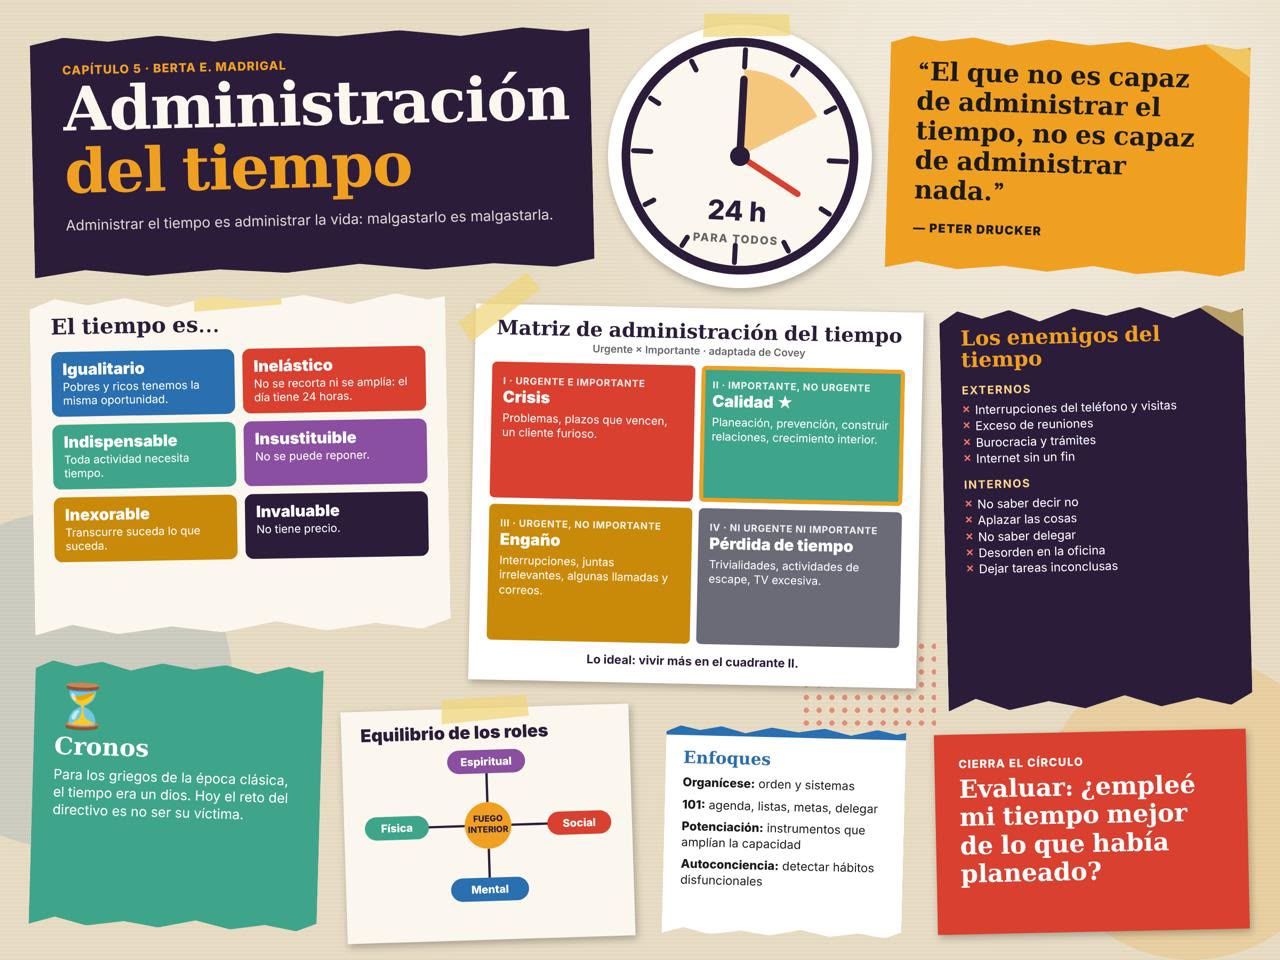 CAPÍTULO 5 · BERTA E. MADRIGAL
Administración
del tiempo
Administrar el tiempo es administrar la vida: malgastarlo es malgastarla.
24 h
PARA TODOS
“El que no es capaz
de administrar el
tiempo, no es capaz
de administrar
nada.”
— PETER DRUCKER
El tiempo es...
Igualitario
Pobres y ricos tenemos la
misma oportunidad.
Inelástico
No se recorta ni se amplía: el
día tiene 24 horas.
Indispensable
Toda actividad necesita
tiempo.
Insustituible
No se puede reponer.
Inexorable
Transcurre suceda lo que
suceda.
Invaluable
No tiene precio.
Matriz de administración del tiempo
Urgente × Importante · adaptada de Covey
I · URGENTE E IMPORTANTE
Crisis
Problemas, plazos que vencen,
un cliente furioso.
II · IMPORTANTE, NO URGENTE
Calidad ★
Planeación, prevención, construir
relaciones, crecimiento interior.
III · URGENTE, NO IMPORTANTE
Engaño
Interrupciones, juntas
irrelevantes, algunas llamadas y
correos.
IV · NI URGENTE NI IMPORTANTE
Pérdida de tiempo
Trivialidades, actividades de
escape, TV excesiva.
Lo ideal: vivir más en el cuadrante II.
Los enemigos del
tiempo
EXTERNOS
× Interrupciones del teléfono y visitas
× Exceso de reuniones
× Burocracia y trámites
× Internet sin un fin
INTERNOS
× No saber decir no
× Aplazar las cosas
× No saber delegar
× Desorden en la oficina
× Dejar tareas inconclusas
Cronos
Para los griegos de la época clásica,
el tiempo era un dios. Hoy el reto del
directivo es no ser su víctima.
Equilibrio de los roles
Espiritual
Física
FUEGO
INTERIOR
Social
Mental
Enfoques
Organícese: orden y sistemas
101: agenda, listas, metas, delegar
Potenciación: instrumentos que
amplían la capacidad
Autoconciencia: detectar hábitos
disfuncionales
CIERRA EL CÍRCULO
Evaluar: ¿empleé
mi tiempo mejor
de lo que había
planeado?